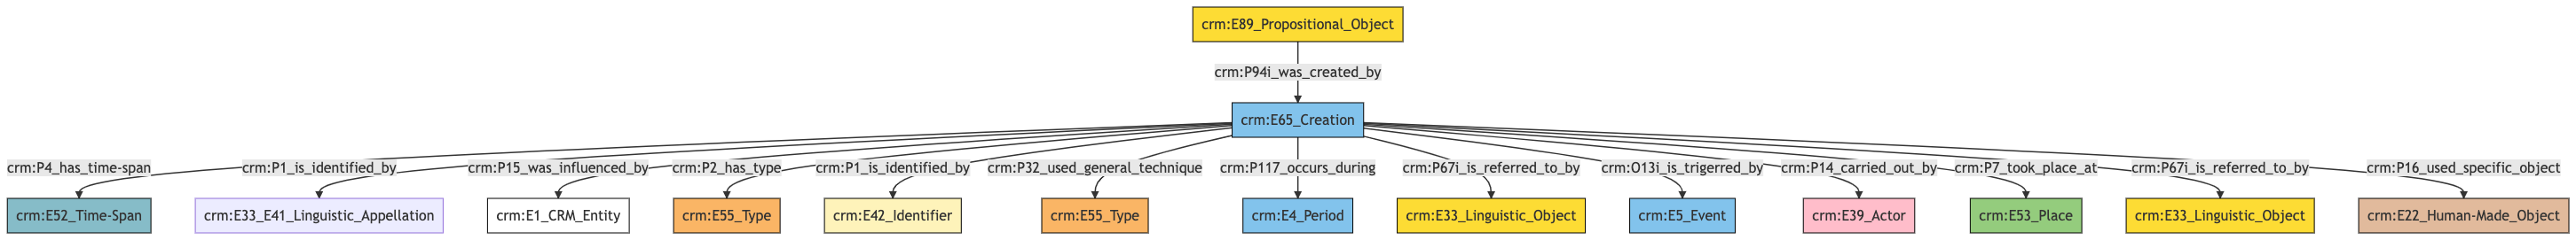 crm:E89_Propositional_Object
crm:P94i_was_created_by
crm:E65_Creation
crm:P4_has_time-span
crm:P1_is_identified_by
crm:P15_was_influenced_by
crm:P2_has_type
crm:P1_is_identified_by
crm:P32_used_general_technique
crm:P117_occurs_during
crm:P67i_is_referred_to_by
crm:O13i_is_trigerred_by
crm:P14_carried_out_by
crm:P7_took_place_at
crm:P67i_is_referred_to_by
crm:P16_used_specific_object
crm:E52_Time-Span
crm:E33_E41_Linguistic_Appellation
crm:E1_CRM_Entity
crm:E55_Type
crm:E42_Identifier
crm:E55_Type
crm:E4_Period
crm:E33_Linguistic_Object
crm:E5_Event
crm:E39_Actor
crm:E53_Place
crm:E33_Linguistic_Object
crm:E22_Human-Made_Object